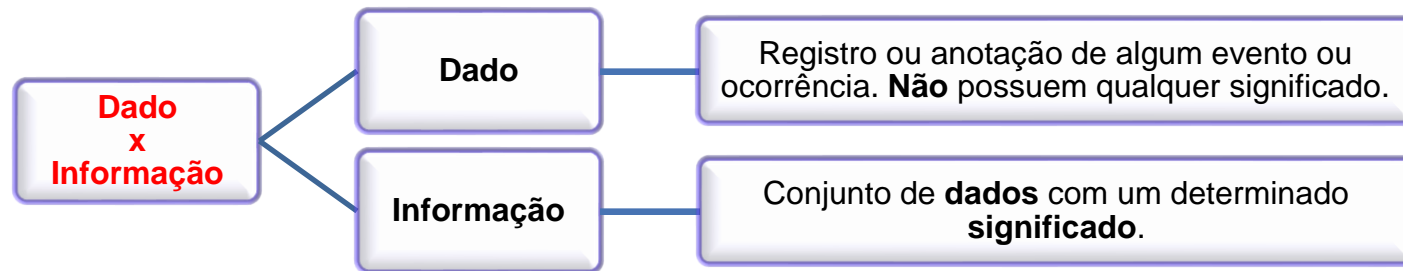 Dado
x
Informação
Dado
Registro ou anotação de algum evento ou
ocorrência. Não possuem qualquer significado.
Informação
Conjunto de dados com um determinado
significado.